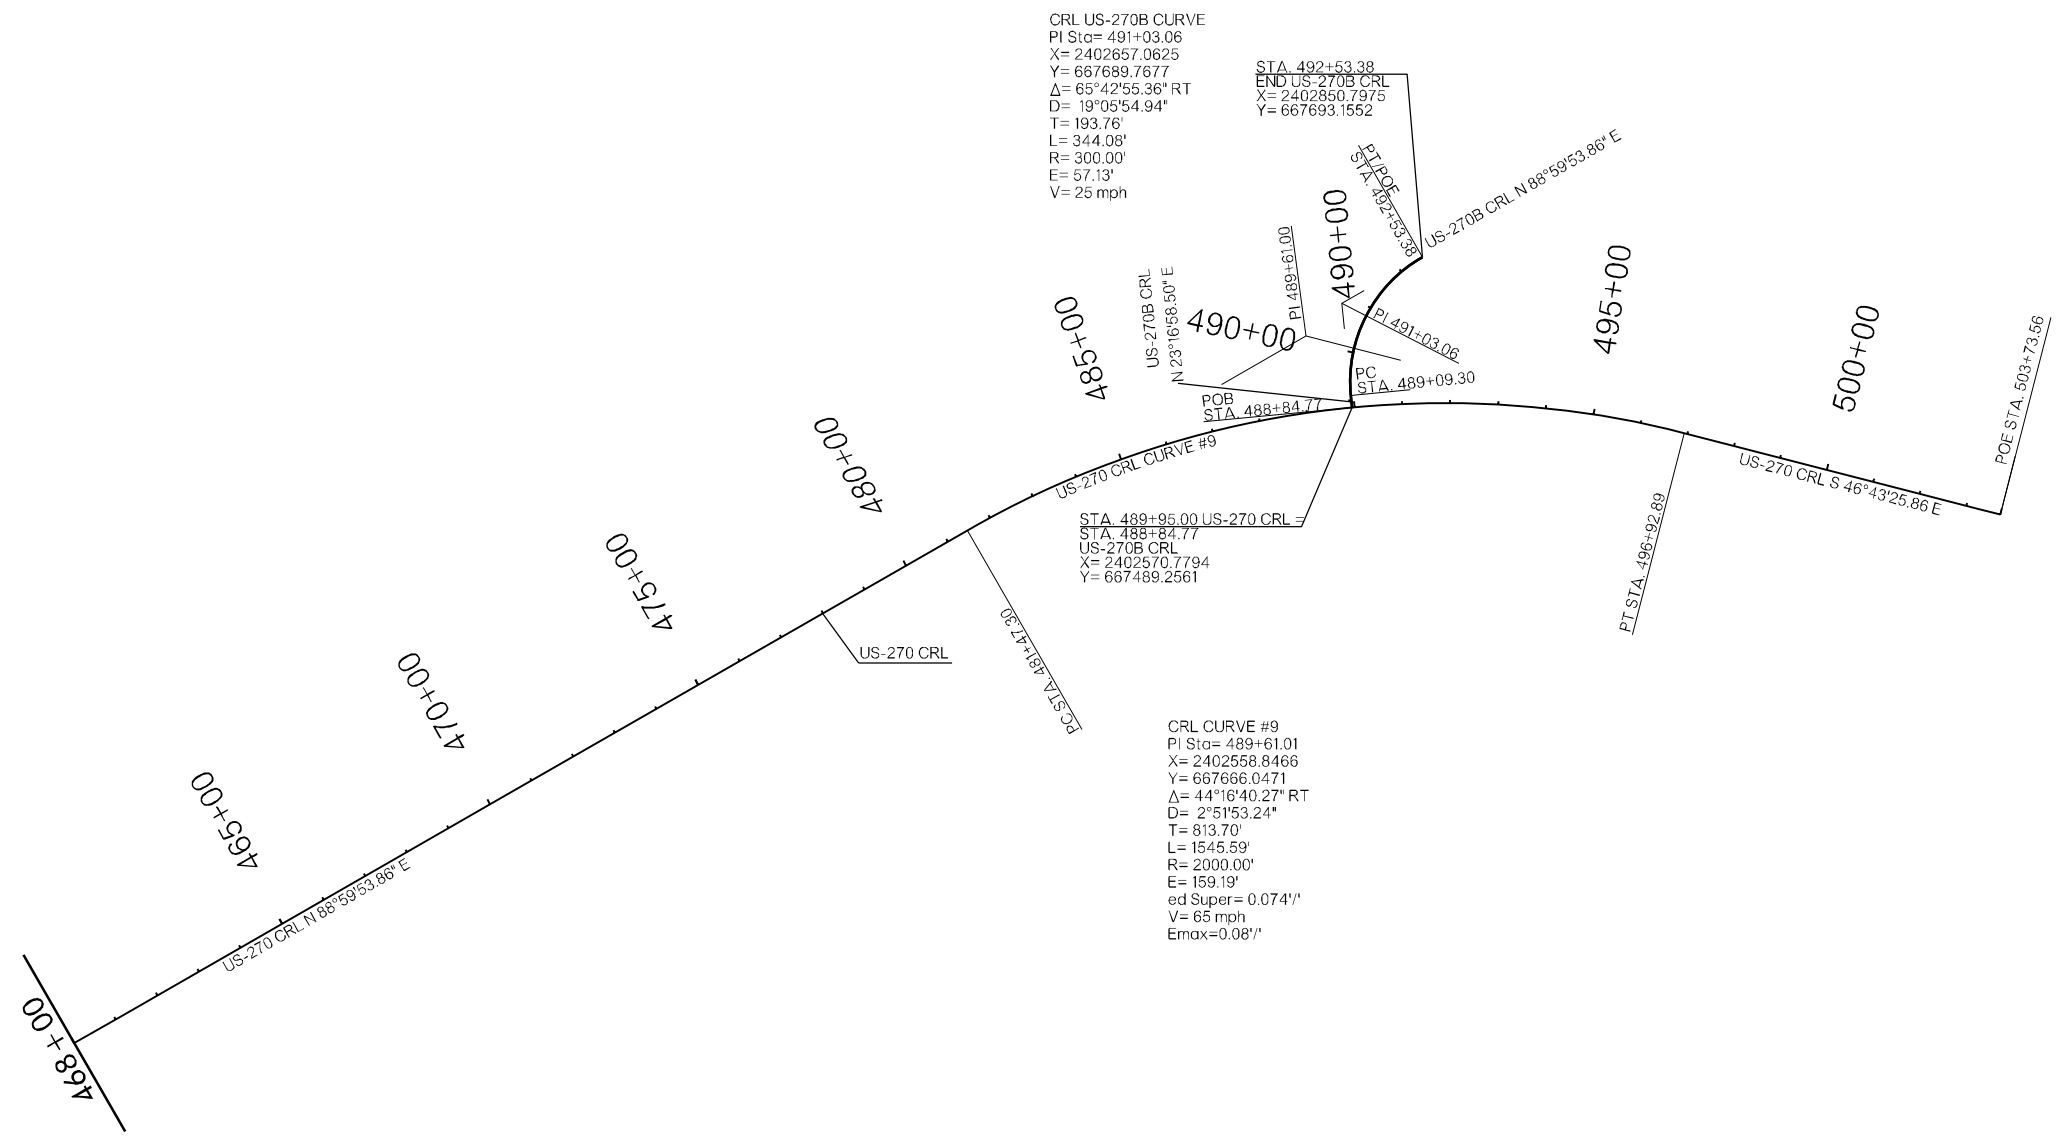 CRL US-270B CURVE
PI Sta= 491+03.06
X= 2402657.0625
Y= 667689.7677
Δ= 65°42'55.36" RT
D= 19°05'54.94"
T= 193.76'
L= 344.08'
R= 300.00'
E= 57.13'
V= 25 mph
STA. 492+53.38
END US-270B CRL
X= 2402850.7975
Y= 667693.1552
PT/POE
STA. 492+53.38
US-270B CRL N 88°59'53.86" E
490+00
PI 489+61.00
US-270B CRL
N 23°16'58.50" E
490+00
PI 491+03.06
PC
STA. 489+09.30
POB
STA. 488+84.77
485+00
495+00
500+00
POE STA. 503+73.56
480+00
US-270 CRL CURVE #9
US-270 CRL S 46°43'25.86 E
PT STA. 496+92.89
STA. 489+95.00 US-270 CRL =
STA. 488+84.77
US-270B CRL
X= 2402570.7794
Y= 667489.2561
475+00
PC STA. 481+47.30
US-270 CRL
470+00
465+00
US-270 CRL N 88°59'53.86" E
468+00
CRL CURVE #9
PI Sta= 489+61.01
X= 2402558.8466
Y= 667666.0471
Δ= 44°16'40.27" RT
D= 2°51'53.24"
T= 813.70'
L= 1545.59'
R= 2000.00'
E= 159.19'
ed Super= 0.074'/'
V= 65 mph
Emax=0.08'/'